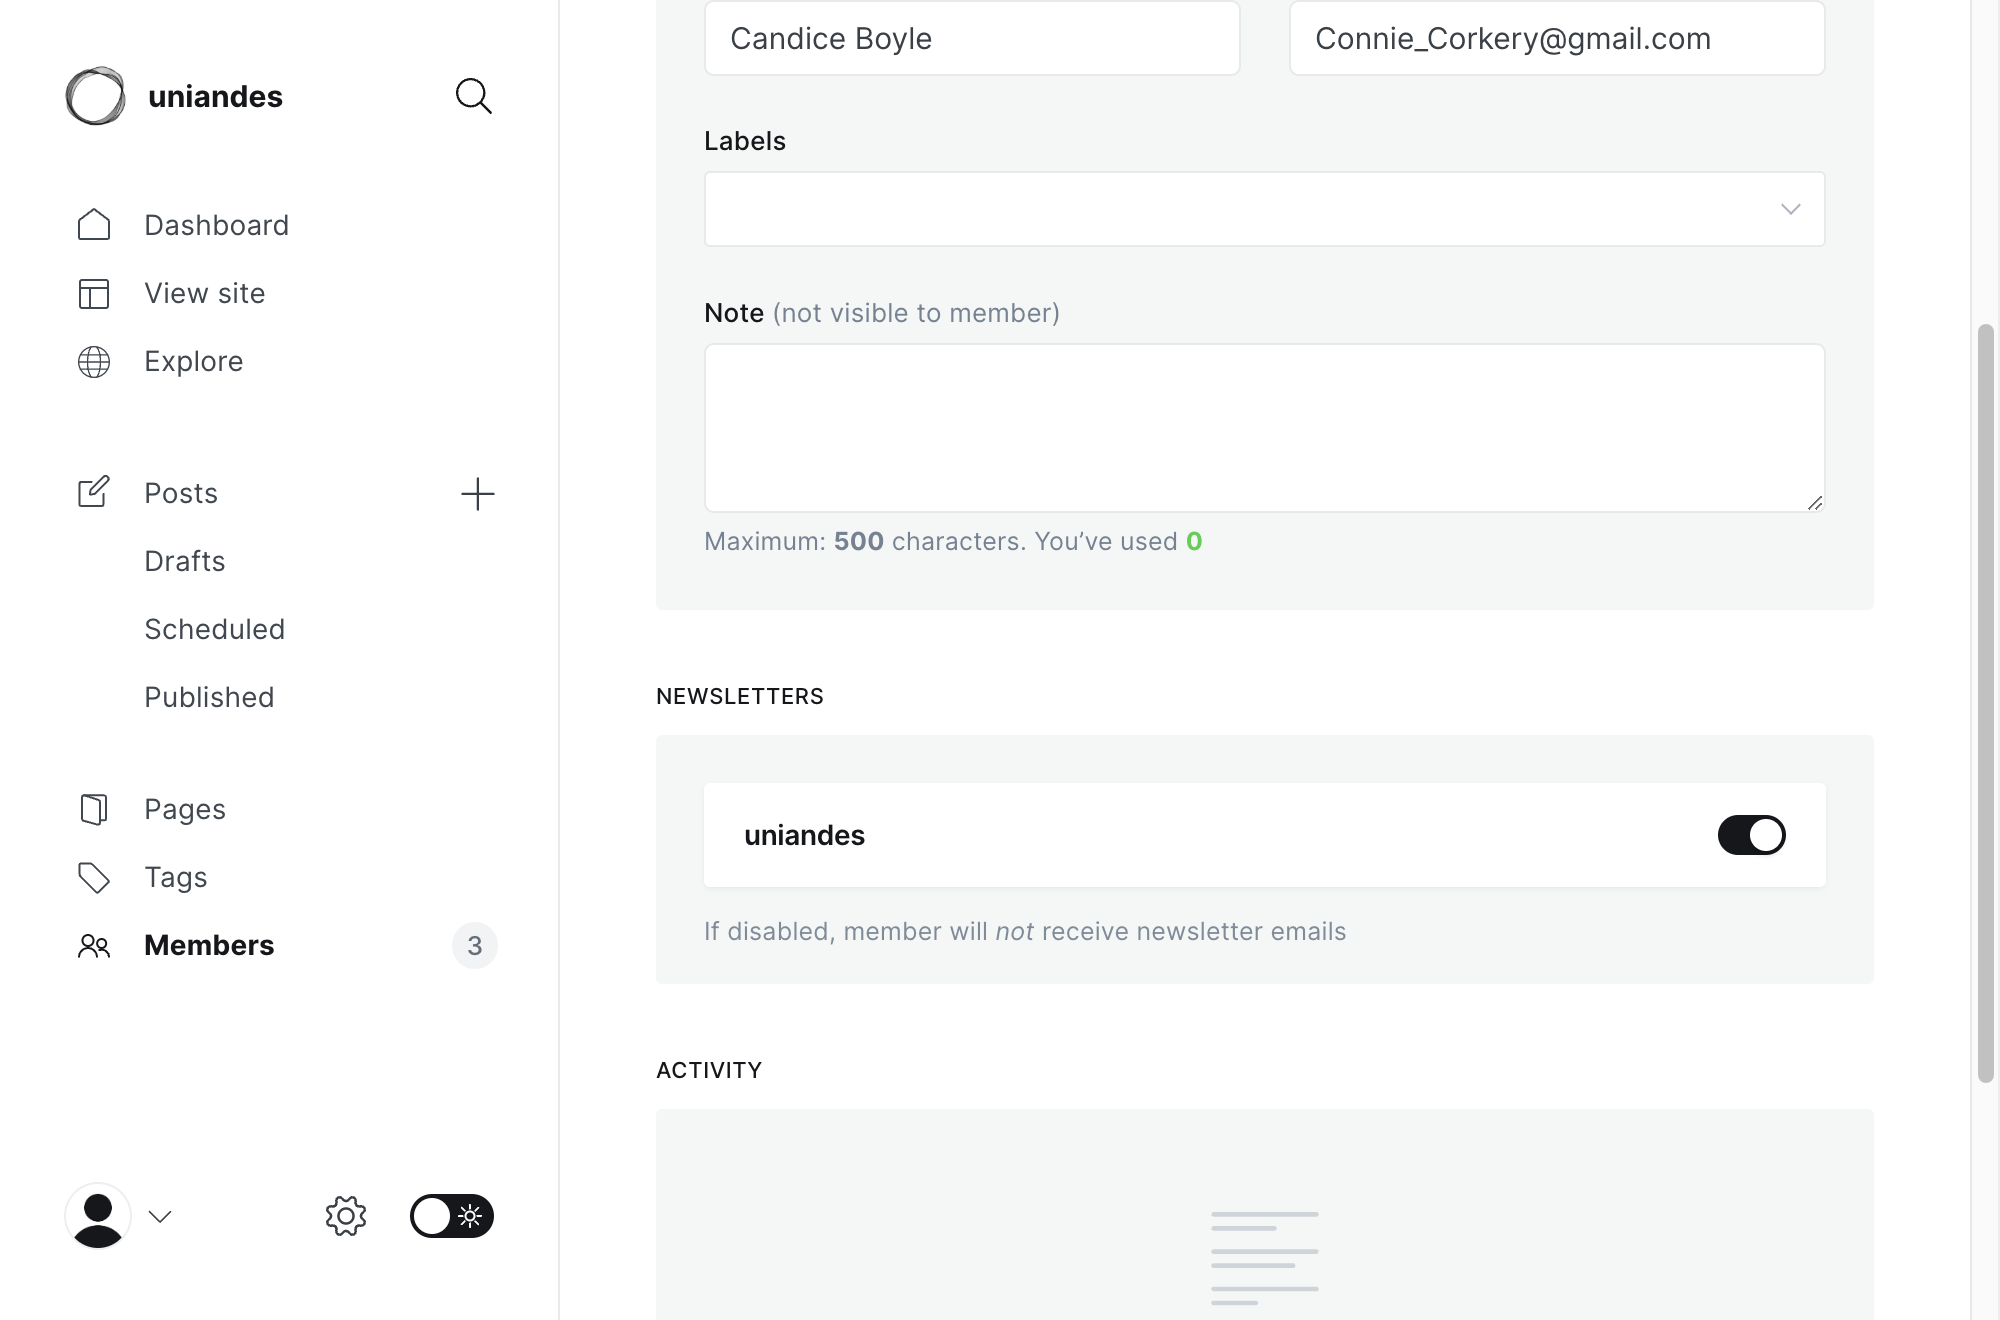 uniandes
Dashboard
View site
Explore
Posts
Drafts
Scheduled
Published
Pages
Tags
Members
3
Candice Boyle
Connie_Corkery@gmail.com
Labels
Note (not visible to member)
Maximum: 500 characters. You’ve used 0
NEWSLETTERS
uniandes
If disabled, member will not receive newsletter emails
ACTIVITY